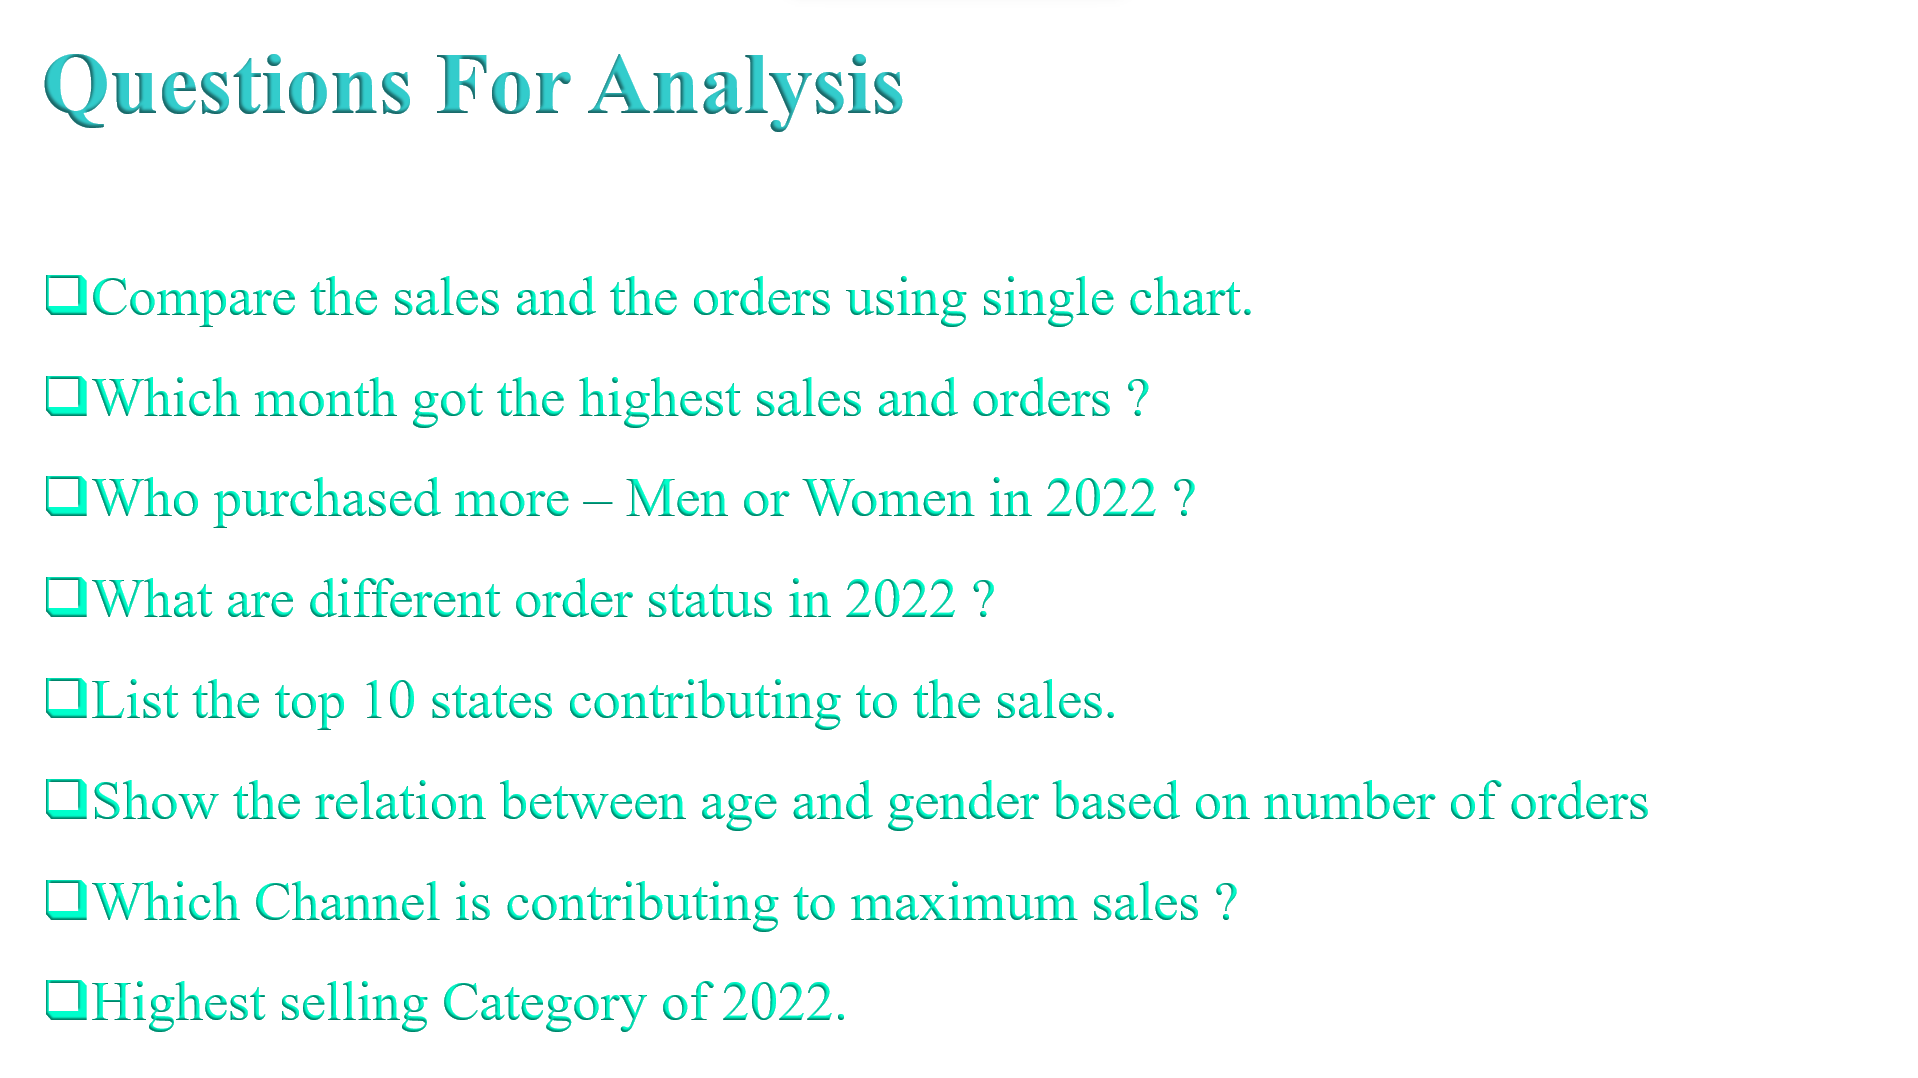 Questions For Analysis
❑Compare the sales and the orders using single chart.
❑Which month got the highest sales and orders ?
❑Who purchased more – Men or Women in 2022 ?
❑What are different order status in 2022 ?
❑List the top 10 states contributing to the sales.
❑Show the relation between age and gender based on number of orders
❑Which Channel is contributing to maximum sales ?
❑Highest selling Category of 2022.